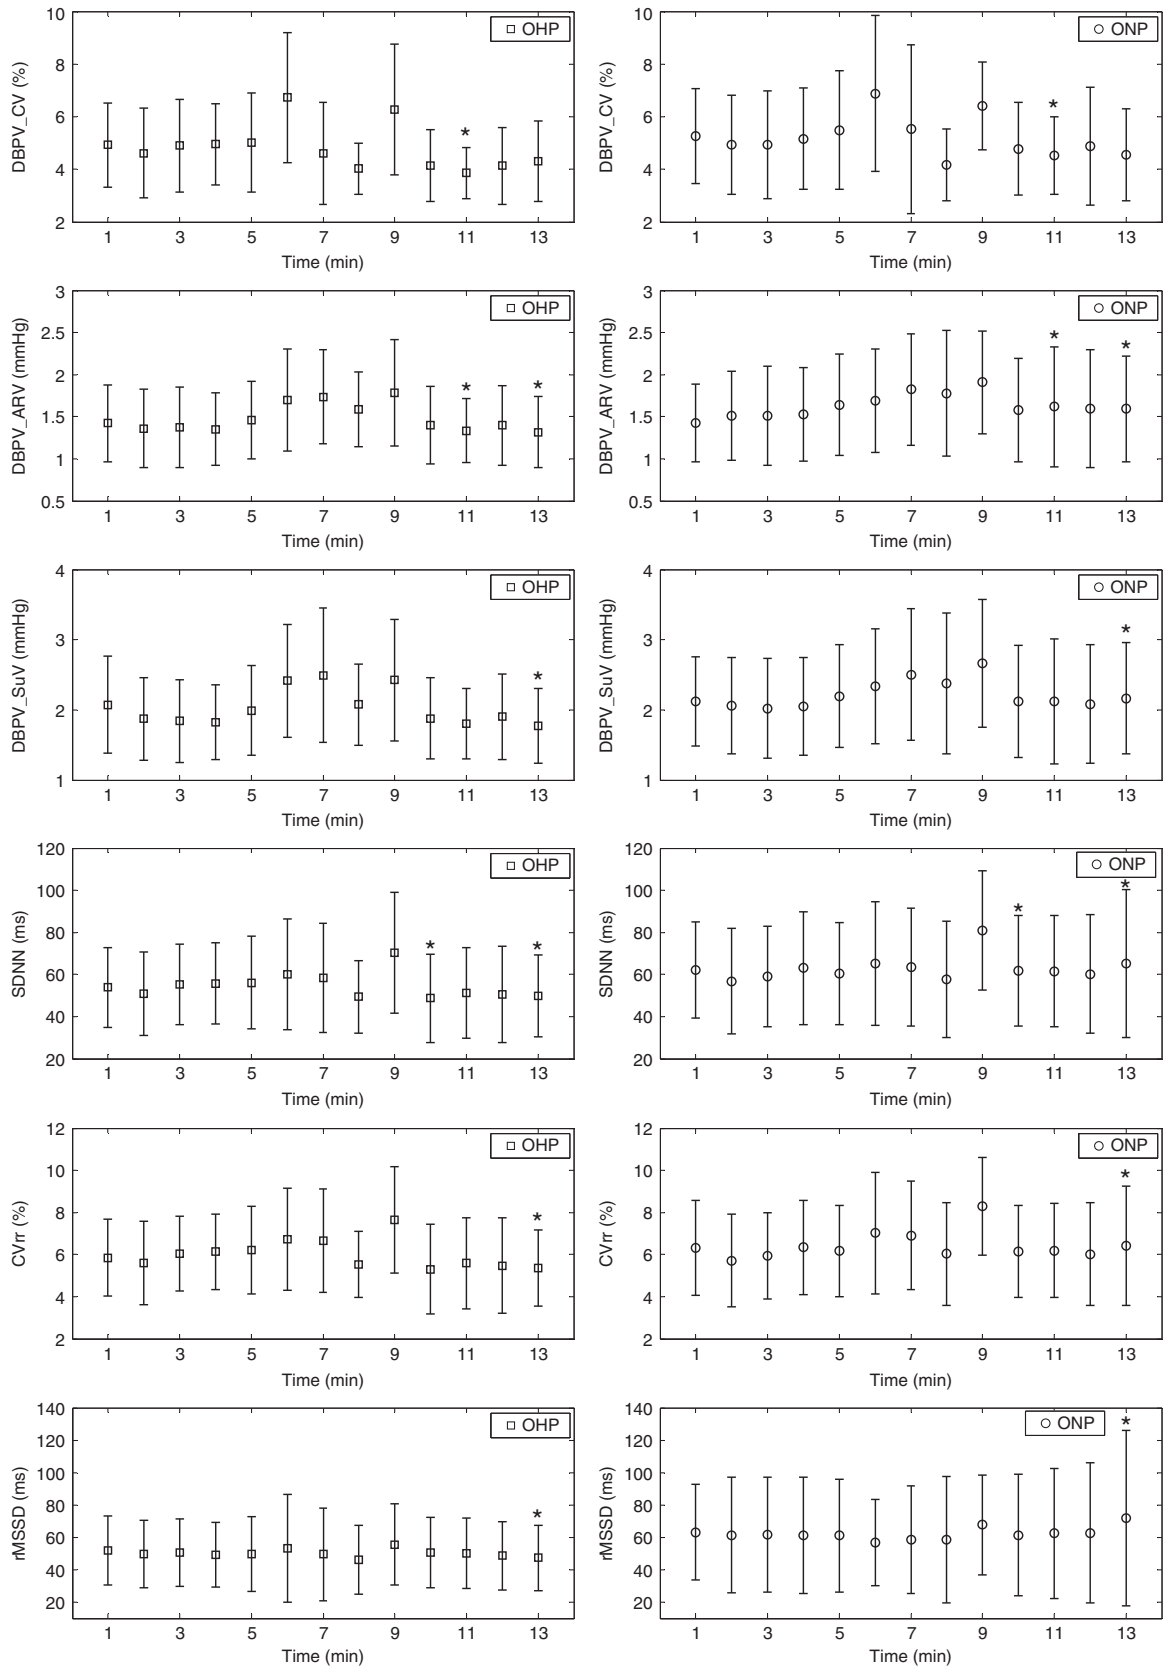 10
8
6
4
2
DBPV_CV (%)
OHP
*
1 3 5 7 9 11 13
Time (min)
10
8
6
4
2
DBPV_CV (%)
ONP
*
1 3 5 7 9 11 13
Time (min)
3
2.5
2
1.5
1
0.5
DBPV_ARV (mmHg)
OHP
* *
1 3 5 7 9 11 13
Time (min)
3
2.5
2
1.5
1
0.5
DBPV_ARV (mmHg)
ONP
* *
1 3 5 7 9 11 13
Time (min)
4
3
2
1
DBPV_SuV (mmHg)
OHP
*
1 3 5 7 9 11 13
Time (min)
4
3
2
1
DBPV_SuV (mmHg)
ONP
*
1 3 5 7 9 11 13
Time (min)
120
100
80
60
40
20
SDNN (ms)
OHP
* *
1 3 5 7 9 11 13
Time (min)
120
100
80
60
40
20
SDNN (ms)
ONP
* *
1 3 5 7 9 11 13
Time (min)
12
10
8
6
4
2
CVrr (%)
OHP
*
1 3 5 7 9 11 13
Time (min)
12
10
8
6
4
2
CVrr (%)
ONP
*
1 3 5 7 9 11 13
Time (min)
140
120
100
80
60
40
20
rMSSD (ms)
OHP
*
1 3 5 7 9 11 13
Time (min)
140
120
100
80
60
40
20
rMSSD (ms)
ONP
*
1 3 5 7 9 11 13
Time (min)